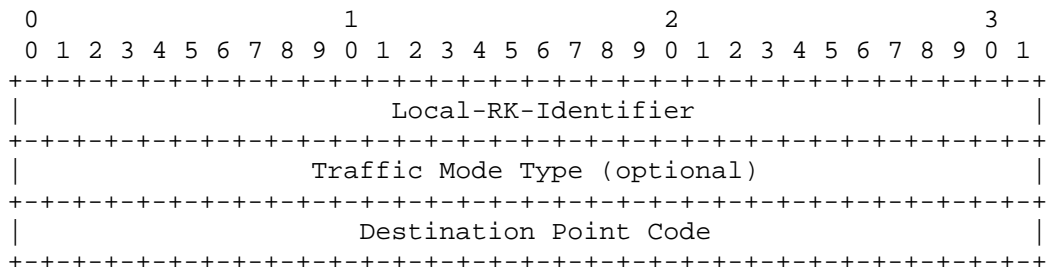 0                   1                   2                   3
 0 1 2 3 4 5 6 7 8 9 0 1 2 3 4 5 6 7 8 9 0 1 2 3 4 5 6 7 8 9 0 1
+-+-+-+-+-+-+-+-+-+-+-+-+-+-+-+-+-+-+-+-+-+-+-+-+-+-+-+-+-+-+-+-+
|                       Local-RK-Identifier                     |
+-+-+-+-+-+-+-+-+-+-+-+-+-+-+-+-+-+-+-+-+-+-+-+-+-+-+-+-+-+-+-+-+
|                  Traffic Mode Type (optional)                 |
+-+-+-+-+-+-+-+-+-+-+-+-+-+-+-+-+-+-+-+-+-+-+-+-+-+-+-+-+-+-+-+-+
|                     Destination Point Code                    |
+-+-+-+-+-+-+-+-+-+-+-+-+-+-+-+-+-+-+-+-+-+-+-+-+-+-+-+-+-+-+-+-+